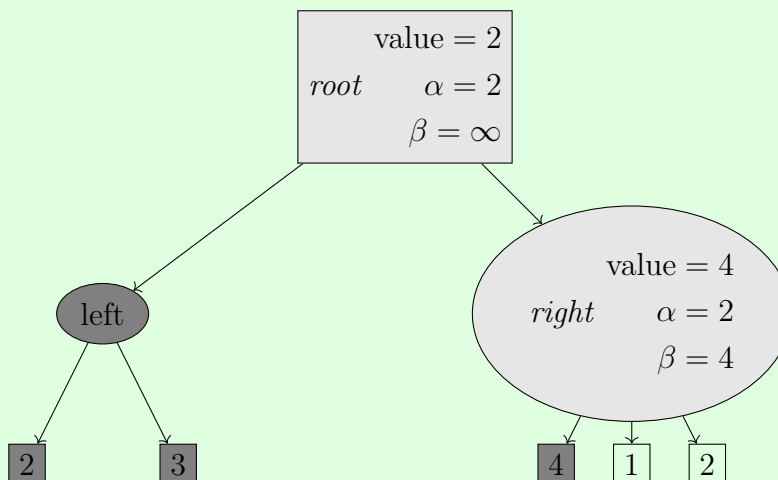 value = 2
root α = 2
β = ∞
left
value = 4
right α = 2
β = 4
2 3 4 1 2